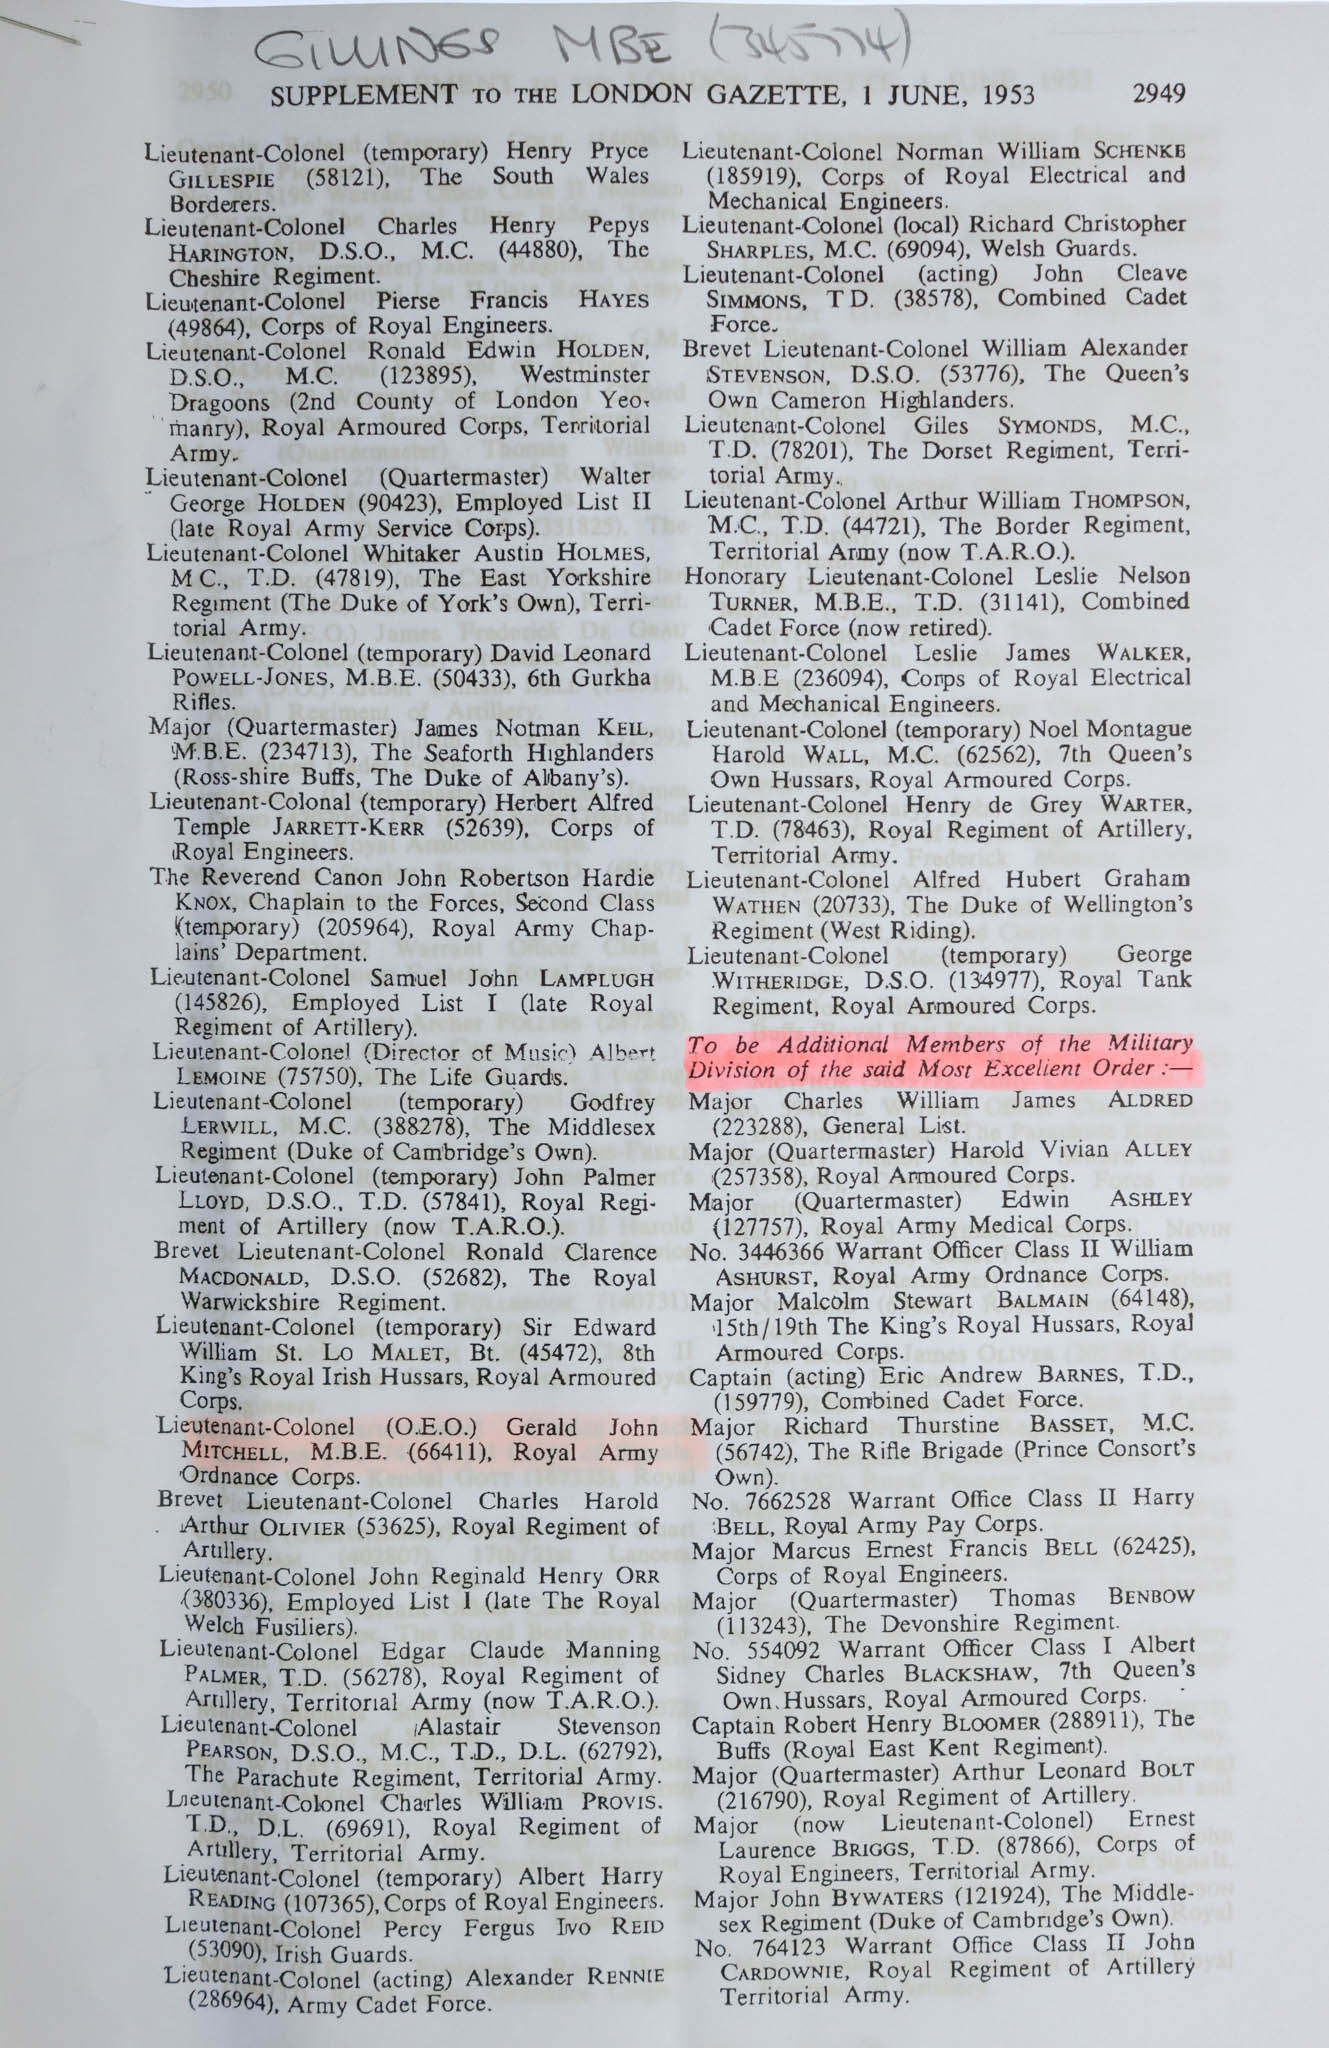 GILLINGS MBE (345774)
SUPPLEMENT TO THE LONDON GAZETTE, 1 JUNE, 1953 2949
Lieutenant-Colonel (temporary) Henry Pryce
GILLESPIE (58121), The South Wales
Borderers.
Lieutenant-Colonel Charles Henry Pepys
HARINGTON, D.S.O., M.C. (44880), The
Cheshire Regiment.
Lieutenant-Colonel Pierse Francis HAYES
(49864), Corps of Royal Engineers.
Lieutenant-Colonel Ronald Edwin HOLDEN,
D.S.O., M.C. (123895), Westminster
Dragoons (2nd County of London Yeo-
manry), Royal Armoured Corps, Territorial
Army.
Lieutenant-Colonel (Quartermaster) Walter
George HOLDEN (90423), Employed List II
(late Royal Army Service Corps).
Lieutenant-Colonel Whitaker Austin HOLMES,
M C., T.D. (47819), The East Yorkshire
Regiment (The Duke of York's Own), Terri-
torial Army.
Lieutenant-Colonel (temporary) David Leonard
POWELL-JONES, M.B.E. (50433), 6th Gurkha
Rifles.
Major (Quartermaster) James Notman KEIL,
M.B.E. (234713), The Seaforth Highlanders
(Ross-shire Buffs, The Duke of Albany's).
Lieutenant-Colonal (temporary) Herbert Alfred
Temple JARRETT-KERR (52639), Corps of
Royal Engineers.
The Reverend Canon John Robertson Hardie
KNOX, Chaplain to the Forces, Second Class
(temporary) (205964), Royal Army Chap-
lains' Department.
Lieutenant-Colonel Samuel John LAMPLUGH
(145826), Employed List I (late Royal
Regiment of Artillery).
Lieutenant-Colonel (Director of Music) Albert
LEMOINE (75750), The Life Guards.
Lieutenant-Colonel (temporary) Godfrey
LERWILL, M.C. (388278), The Middlesex
Regiment (Duke of Cambridge's Own).
Lieutenant-Colonel (temporary) John Palmer
LLOYD, D.S.O., T.D. (57841), Royal Regi-
ment of Artillery (now T.A.R.O.).
Brevet Lieutenant-Colonel Ronald Clarence
MACDONALD, D.S.O. (52682), The Royal
Warwickshire Regiment.
Lieutenant-Colonel (temporary) Sir Edward
William St. LO MALET, Bt. (45472), 8th
King's Royal Irish Hussars, Royal Armoured
Corps.
Lieutenant-Colonel (O.E.O.) Gerald John
MITCHELL, M.B.E. (66411), Royal Army
Ordnance Corps.
Brevet Lieutenant-Colonel Charles Harold
Arthur OLIVIER (53625), Royal Regiment of
Artillery.
Lieutenant-Colonel John Reginald Henry ORR
(380336), Employed List I (late The Royal
Welch Fusiliers).
Lieutenant-Colonel Edgar Claude Manning
PALMER, T.D. (56278), Royal Regiment of
Artillery, Territorial Army (now T.A.R.O.).
Lieutenant-Colonel Alastair Stevenson
PEARSON, D.S.O., M.C., T.D., D.L. (62792),
The Parachute Regiment, Territorial Army.
Lieutenant-Colonel Charles William PROVIS.
T.D., D.L. (69691), Royal Regiment of
Artillery, Territorial Army.
Lieutenant-Colonel (temporary) Albert Harry
READING (107365), Corps of Royal Engineers.
Lieutenant-Colonel Percy Fergus Ivo REID
(53090), Irish Guards.
Lieutenant-Colonel (acting) Alexander RENNIE
(286964), Army Cadet Force.
Lieutenant-Colonel Norman William SCHENKE
(185919), Corps of Royal Electrical and
Mechanical Engineers.
Lieutenant-Colonel (local) Richard Christopher
SHARPLES, M.C. (69094), Welsh Guards.
Lieutenant-Colonel (acting) John Cleave
SIMMONS, T D. (38578), Combined Cadet
Force.
Brevet Lieutenant-Colonel William Alexander
STEVENSON, D.S.O. (53776), The Queen's
Own Cameron Highlanders.
Lieutenant-Colonel Giles SYMONDS, M.C.,
T.D. (78201), The Dorset Regiment, Terri-
torial Army.
Lieutenant-Colonel Arthur William THOMPSON,
M.C., T.D. (44721), The Border Regiment,
Territorial Army (now T.A.R.O.).
Honorary Lieutenant-Colonel Leslie Nelson
TURNER, M.B.E., T.D. (31141), Combined
Cadet Force (now retired).
Lieutenant-Colonel Leslie James WALKER,
M.B.E (236094), Corps of Royal Electrical
and Mechanical Engineers.
Lieutenant-Colonel (temporary) Noel Montague
Harold WALL, M.C. (62562), 7th Queen's
Own Hussars, Royal Armoured Corps.
Lieutenant-Colonel Henry de Grey WARTER,
T.D. (78463), Royal Regiment of Artillery,
Territorial Army.
Lieutenant-Colonel Alfred Hubert Graham
WATHEN (20733), The Duke of Wellington's
Regiment (West Riding).
Lieutenant-Colonel (temporary) George
WITHERIDGE, D.S.O. (134977), Royal Tank
Regiment, Royal Armoured Corps.
To be Additional Members of the Military
Division of the said Most Excellent Order :—
Major Charles William James ALDRED
(223288), General List.
Major (Quartermaster) Harold Vivian ALLEY
(257358), Royal Armoured Corps.
Major (Quartermaster) Edwin ASHLEY
(127757), Royal Army Medical Corps.
No. 3446366 Warrant Officer Class II William
ASHURST, Royal Army Ordnance Corps.
Major Malcolm Stewart BALMAIN (64148),
15th/19th The King's Royal Hussars, Royal
Armoured Corps.
Captain (acting) Eric Andrew BARNES, T.D.,
(159779), Combined Cadet Force.
Major Richard Thurstine BASSET, M.C.
(56742), The Rifle Brigade (Prince Consort's
Own).
No. 7662528 Warrant Office Class II Harry
BELL, Royal Army Pay Corps.
Major Marcus Ernest Francis BELL (62425),
Corps of Royal Engineers.
Major (Quartermaster) Thomas BENBOW
(113243), The Devonshire Regiment.
No. 554092 Warrant Officer Class I Albert
Sidney Charles BLACKSHAW, 7th Queen's
Own Hussars, Royal Armoured Corps.
Captain Robert Henry BLOOMER (288911), The
Buffs (Royal East Kent Regiment).
Major (Quartermaster) Arthur Leonard BOLT
(216790), Royal Regiment of Artillery.
Major (now Lieutenant-Colonel) Ernest
Laurence BRIGGS, T.D. (87866), Corps of
Royal Engineers, Territorial Army.
Major John BYWATERS (121924), The Middle-
sex Regiment (Duke of Cambridge's Own).
No. 764123 Warrant Office Class II John
CARDOWNIE, Royal Regiment of Artillery
Territorial Army.